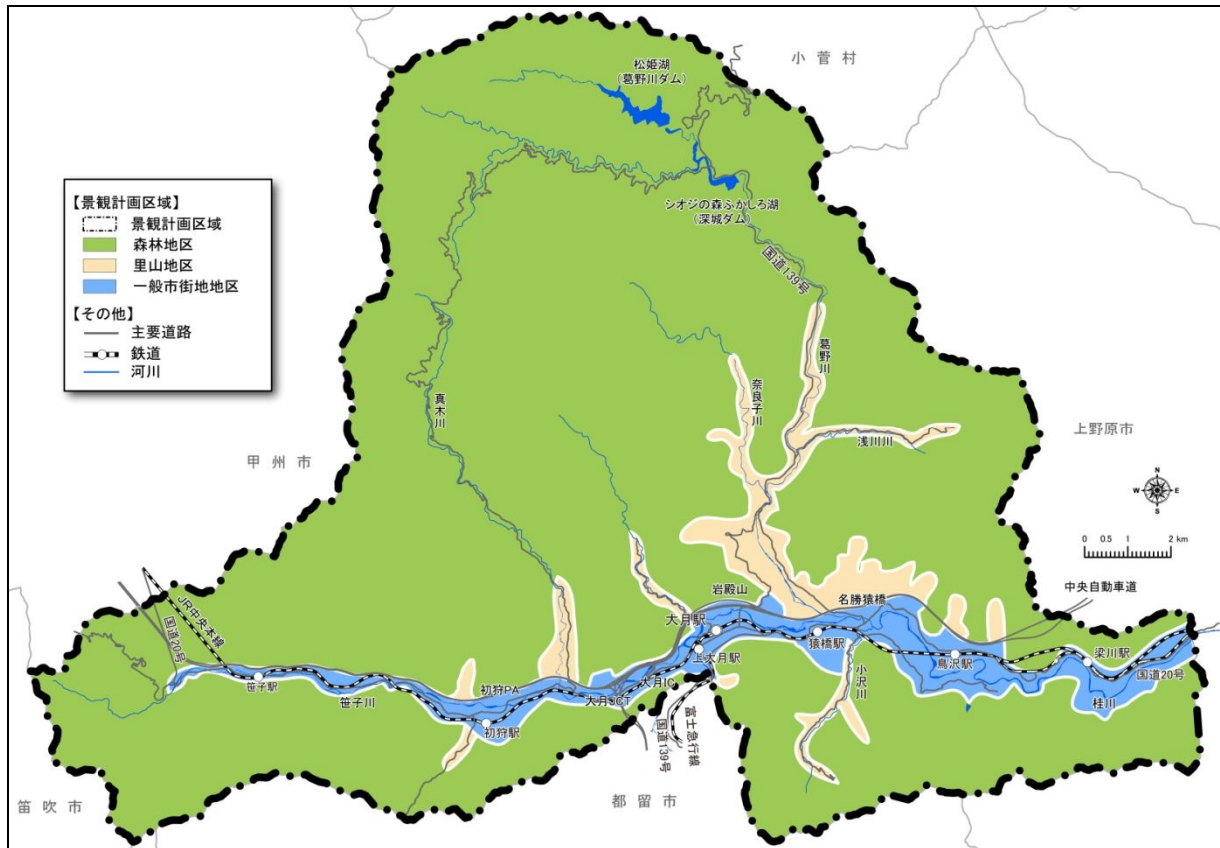 小菅村
松姫湖
(葛野川ダム)
【景観計画区域】
景観計画区域
森林地区
里山地区
一般市街地地区
【その他】
主要道路
鉄道
河川
シオジの森ふかしろ湖
(深城ダム)
国道139号
葛野川
奈良子川
真木川
浅川川
上野原市
甲州市
N
W
E
S
0 0.5 1 2 km
中央自動車道
岩殿山
名勝猿橋
JR中央本線
国道20号
大月駅
上大月駅
猿橋駅
鳥沢駅
梁川駅
国道20号
桂川
小沢川
笹子駅
笹子川
初狩PA
初狩駅
大月JCT
大月IC
富士急行線
国道139号
笛吹市
都留市